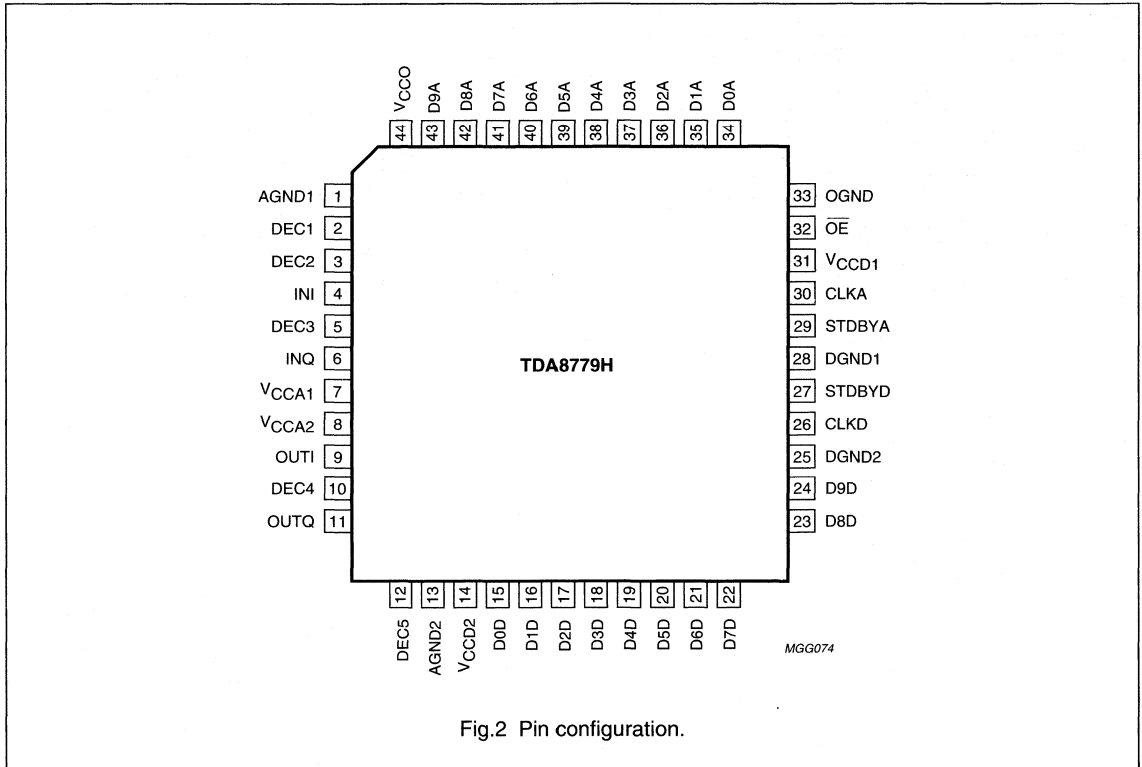 VCCO D9A D8A D7A D6A D5A D4A D3A D2A D1A D0A
44 43 42 41 40 39 38 37 36 35 34
AGND1 1
DEC1 2
DEC2 3
INI 4
DEC3 5
INQ 6
VCCA1 7
VCCA2 8
OUTI 9
DEC4 10
OUTQ 11
TDA8779H
33 OGND
32 O̅E̅
31 VCCD1
30 CLKA
29 STDBYA
28 DGND1
27 STDBYD
26 CLKD
25 DGND2
24 D9D
23 D8D
12 13 14 15 16 17 18 19 20 21 22
DEC5 AGND2 VCCD2 D0D D1D D2D D3D D4D D5D D6D D7D
MGG074
Fig.2 Pin configuration.